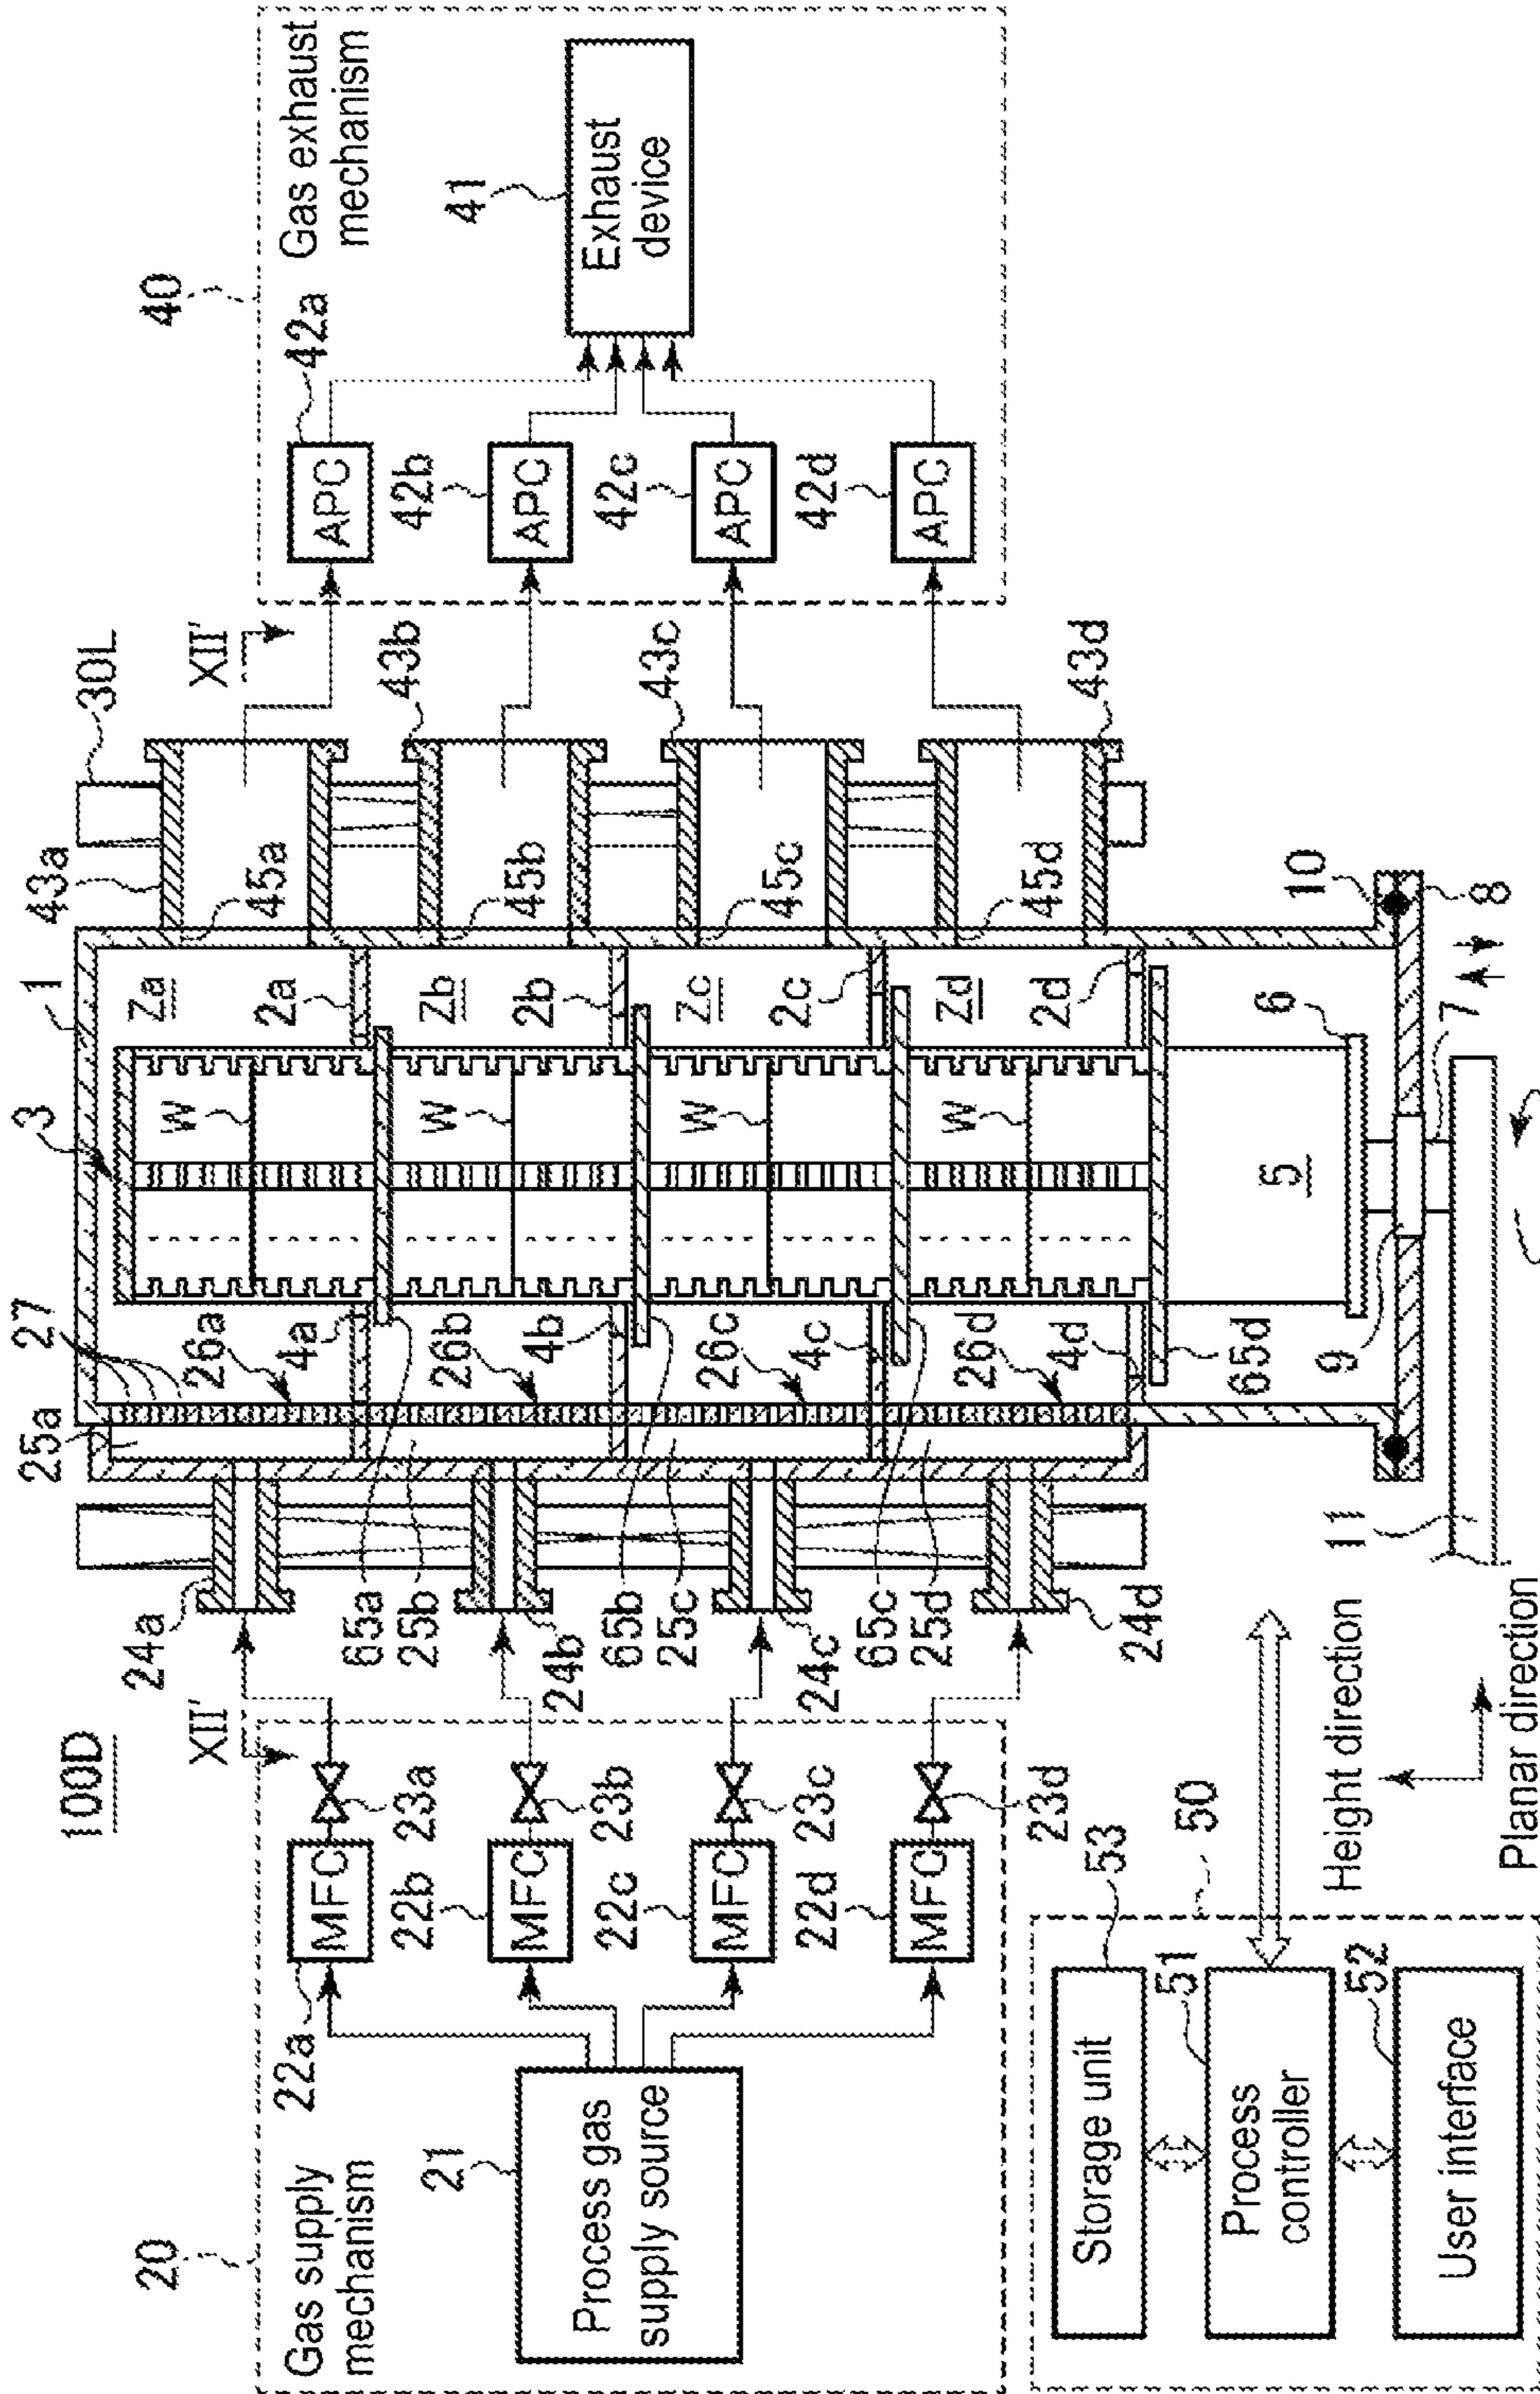 100D
20
Gas supply
mechanism
21
Process gas
supply source
22a
MFC
23a
22b
MFC
23b
22c
MFC
23c
22d
MFC
23d
XII'
XII'
24a
24b
24c
24d
25a
25b
25c
25d
65a
65b
65c
65d
27
26a
26b
26c
26d
4a
4b
4c
4d
3
1
W
W
W
W
Za
Zb
Zc
Zd
2a
2b
2c
2d
45a
45b
45c
45d
43a
43b
43c
43d
30L
40
Gas exhaust
mechanism
42a
APC
42b
APC
42c
APC
42d
APC
41
Exhaust
device
5
6
7
8
9
10
11
50
53
Storage unit
51
Process
controller
52
User interface
Height direction
Planar direction